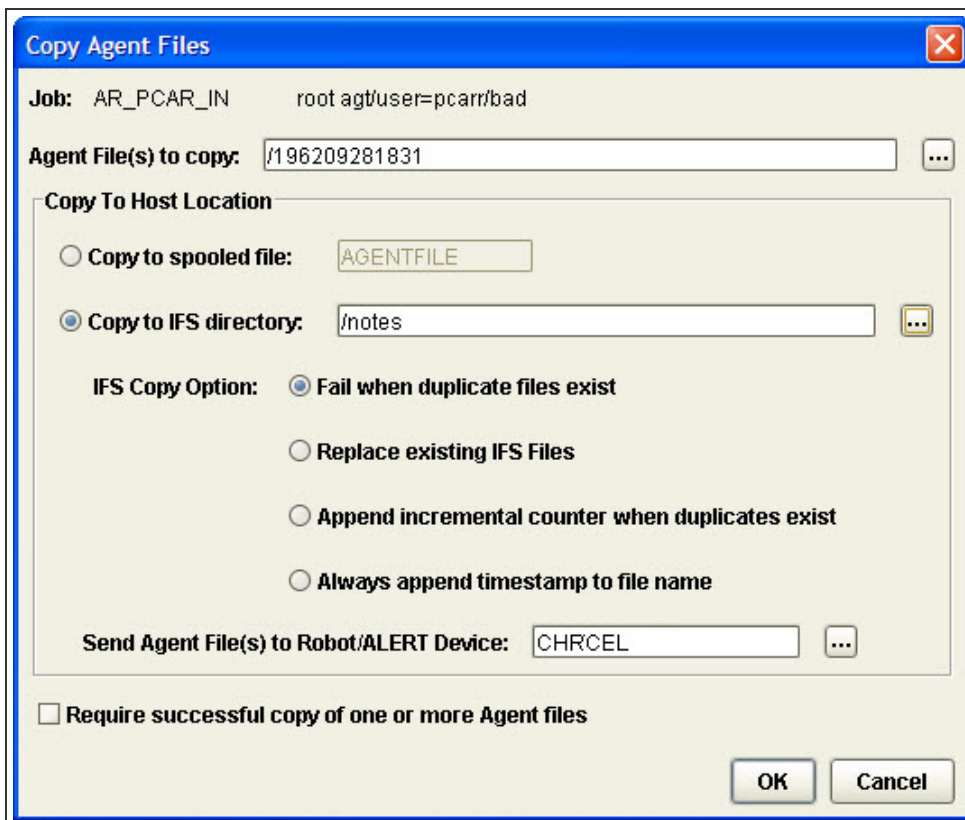 Copy Agent Files
Job: AR_PCAR_IN root agt/user=pcarr/bad
Agent File(s) to copy: /196209281831 ...
Copy To Host Location
Copy to spooled file: AGENTFILE
Copy to IFS directory: /notes ...
IFS Copy Option: Fail when duplicate files exist
Replace existing IFS Files
Append incremental counter when duplicates exist
Always append timestamp to file name
Send Agent File(s) to Robot/ALERT Device: CHRCEL ...
Require successful copy of one or more Agent files
OK Cancel